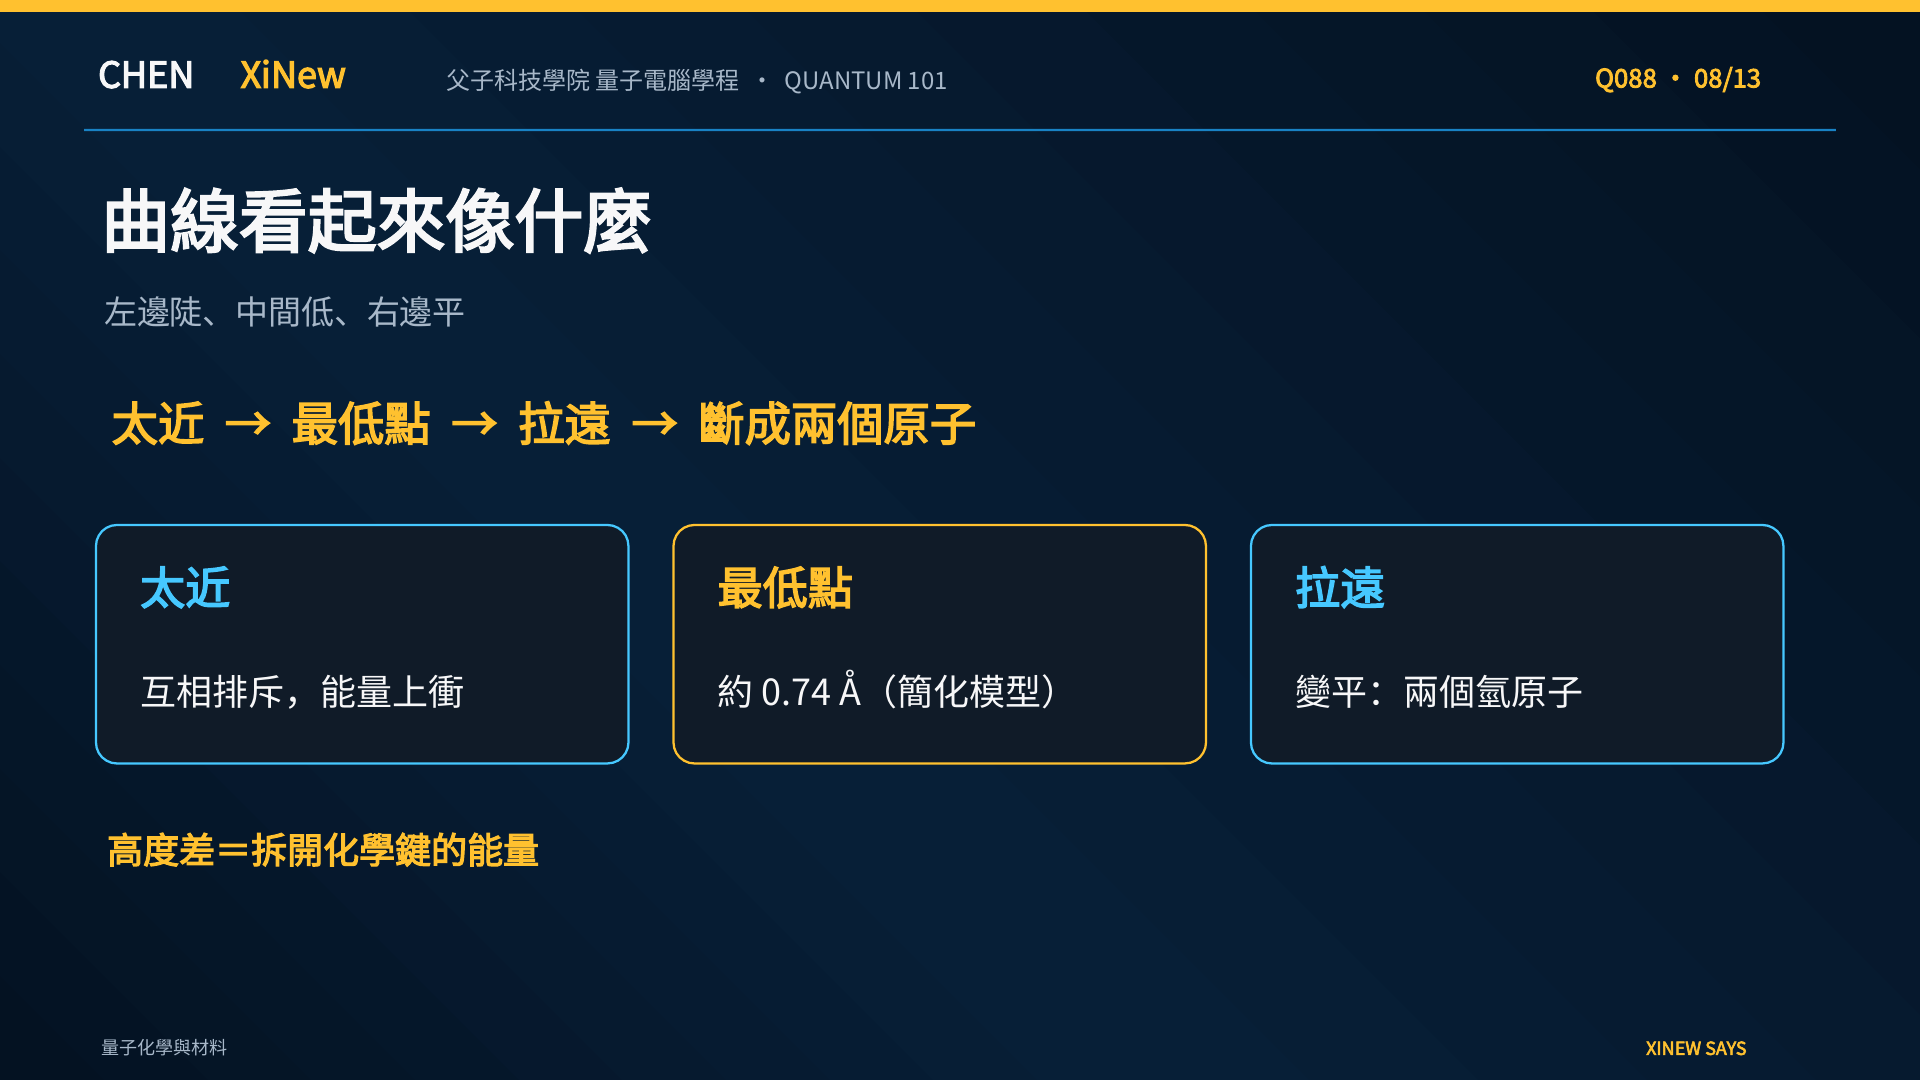 CHEN XiNew 父子科技學院 量子電腦學程 · QUANTUM 101 Q088 · 08/13
曲線看起來像什麼
左邊陡、中間低、右邊平
太近 → 最低點 → 拉遠 → 斷成兩個原子
太近
互相排斥，能量上衝
最低點
約 0.74 Å（簡化模型）
拉遠
變平：兩個氫原子
高度差＝拆開化學鍵的能量
量子化學與材料
XINEW SAYS